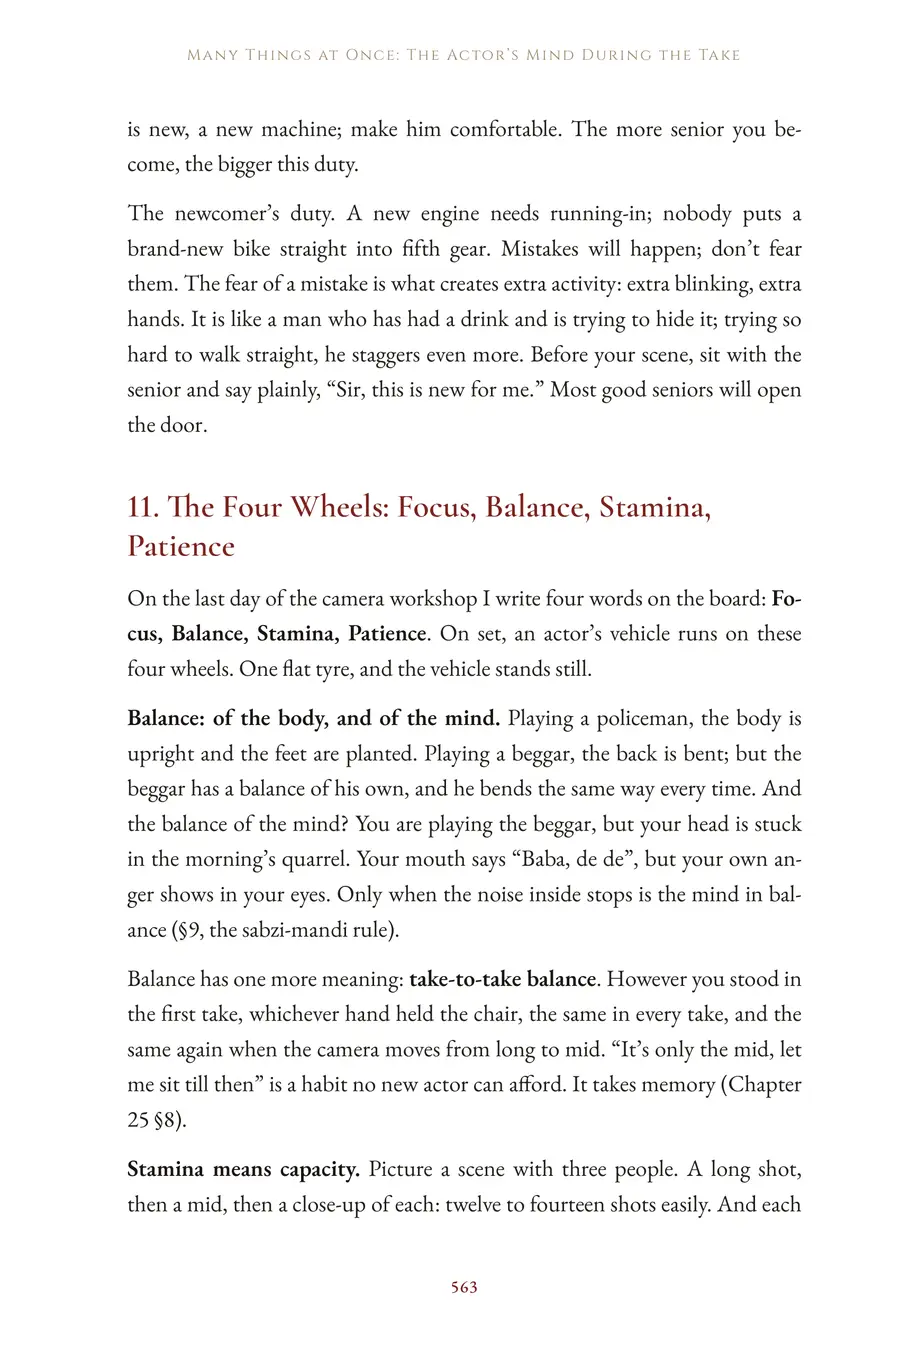 Many Things at Once: The Actor's Mind During the Take
is new, a new machine; make him comfortable. The more senior you be-
come, the bigger this duty.
The newcomer's duty. A new engine needs running-in; nobody puts a
brand-new bike straight into fifth gear. Mistakes will happen; don't fear
them. The fear of a mistake is what creates extra activity: extra blinking, extra
hands. It is like a man who has had a drink and is trying to hide it; trying so
hard to walk straight, he staggers even more. Before your scene, sit with the
senior and say plainly, “Sir, this is new for me.” Most good seniors will open
the door.
11. The Four Wheels: Focus, Balance, Stamina,
Patience
On the last day of the camera workshop I write four words on the board: Fo-
cus, Balance, Stamina, Patience. On set, an actor's vehicle runs on these
four wheels. One flat tyre, and the vehicle stands still.
Balance: of the body, and of the mind. Playing a policeman, the body is
upright and the feet are planted. Playing a beggar, the back is bent; but the
beggar has a balance of his own, and he bends the same way every time. And
the balance of the mind? You are playing the beggar, but your head is stuck
in the morning's quarrel. Your mouth says “Baba, de de”, but your own an-
ger shows in your eyes. Only when the noise inside stops is the mind in bal-
ance (§9, the sabzi-mandi rule).
Balance has one more meaning: take-to-take balance. However you stood in
the first take, whichever hand held the chair, the same in every take, and the
same again when the camera moves from long to mid. “It's only the mid, let
me sit till then” is a habit no new actor can afford. It takes memory (Chapter
25 §8).
Stamina means capacity. Picture a scene with three people. A long shot,
then a mid, then a close-up of each: twelve to fourteen shots easily. And each
563